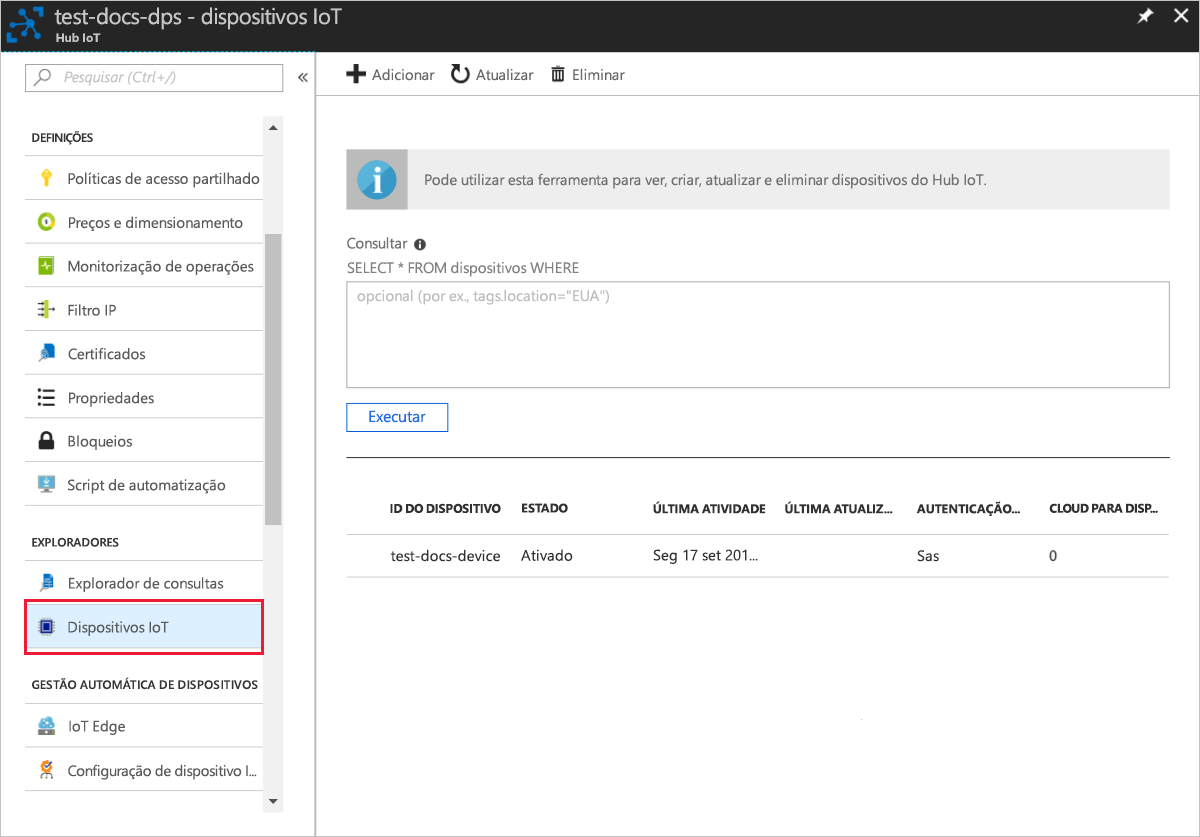 test-docs-dps - dispositivos IoT
Hub IoT
Pesquisar (Ctrl+/)
«
DEFINIÇÕES
Políticas de acesso partilhado
Preços e dimensionamento
Monitorização de operações
Filtro IP
Certificados
Propriedades
Bloqueios
Script de automatização
EXPLORADORES
Explorador de consultas
Dispositivos IoT
GESTÃO AUTOMÁTICA DE DISPOSITIVOS
IoT Edge
Configuração de dispositivo I...
Adicionar Atualizar Eliminar
Pode utilizar esta ferramenta para ver, criar, atualizar e eliminar dispositivos do Hub IoT.
Consultar
SELECT * FROM dispositivos WHERE
opcional (por ex., tags.location="EUA")
Executar
ID DO DISPOSITIVO ESTADO ÚLTIMA ATIVIDADE ÚLTIMA ATUALIZ... AUTENTICAÇÃO... CLOUD PARA DISP...
test-docs-device Ativado Seg 17 set 201... Sas 0